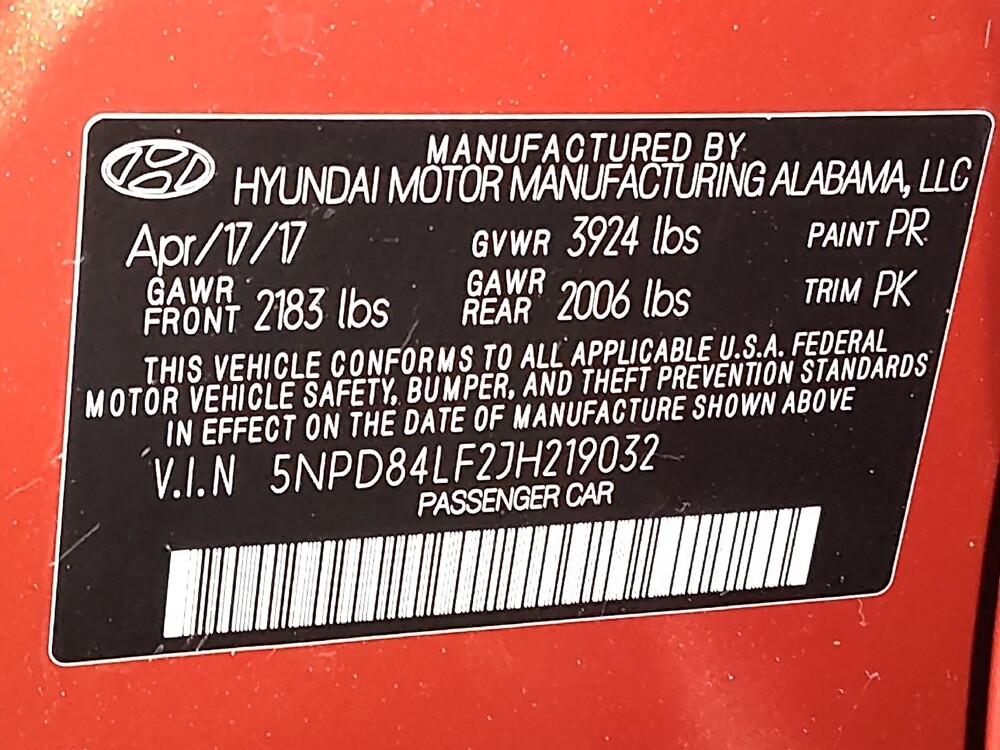 MANUFACTURED BY
HYUNDAI MOTOR MANUFACTURING ALABAMA, LLC
Apr/17/17 GVWR 3924 lbs PAINT PR
GAWR FRONT 2183 lbs GAWR REAR 2006 lbs TRIM PK
THIS VEHICLE CONFORMS TO ALL APPLICABLE U.S.A. FEDERAL
MOTOR VEHICLE SAFETY, BUMPER, AND THEFT PREVENTION STANDARDS
IN EFFECT ON THE DATE OF MANUFACTURE SHOWN ABOVE
V.I.N 5NPD84LF2JH219032
PASSENGER CAR